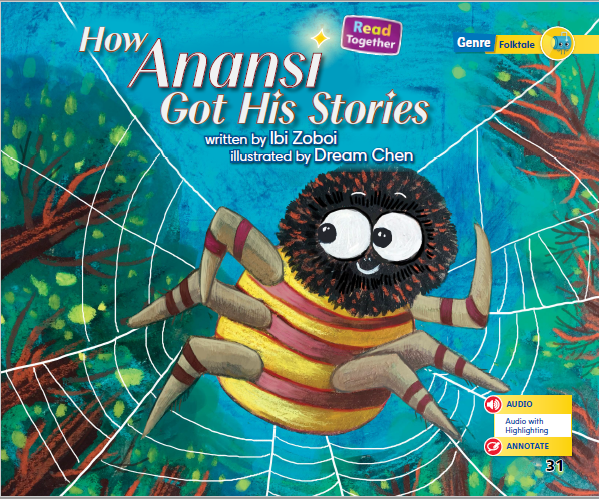 How
Anansi
Got His Stories
Read
Together
Genre Folktale
written by Ibi Zoboi
illustrated by Dream Chen
AUDIO
Audio with
Highlighting
ANNOTATE
31